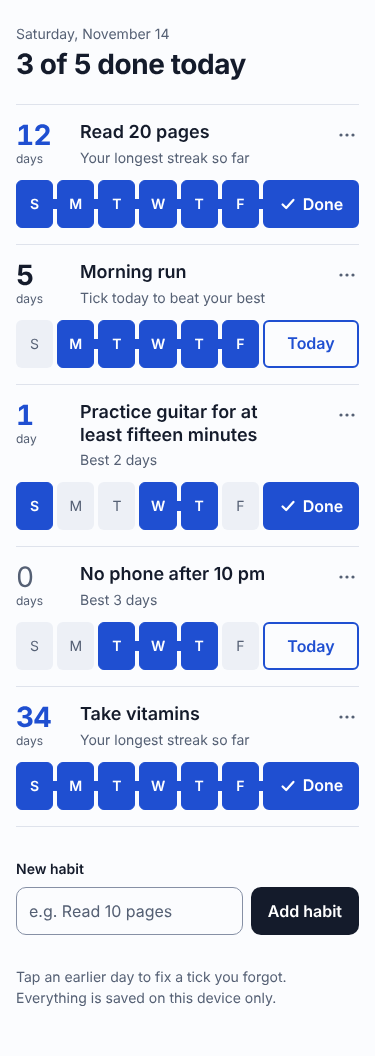 Saturday, November 14
3 of 5 done today
12
days
Read 20 pages
Your longest streak so far
S M T W T F Done
5
days
Morning run
Tick today to beat your best
S M T W T F Today
1
day
Practice guitar for at
least fifteen minutes
Best 2 days
S M T W T F Done
0
days
No phone after 10 pm
Best 3 days
S M T W T F Today
34
days
Take vitamins
Your longest streak so far
S M T W T F Done
New habit
e.g. Read 10 pages
Add habit
Tap an earlier day to fix a tick you forgot.
Everything is saved on this device only.